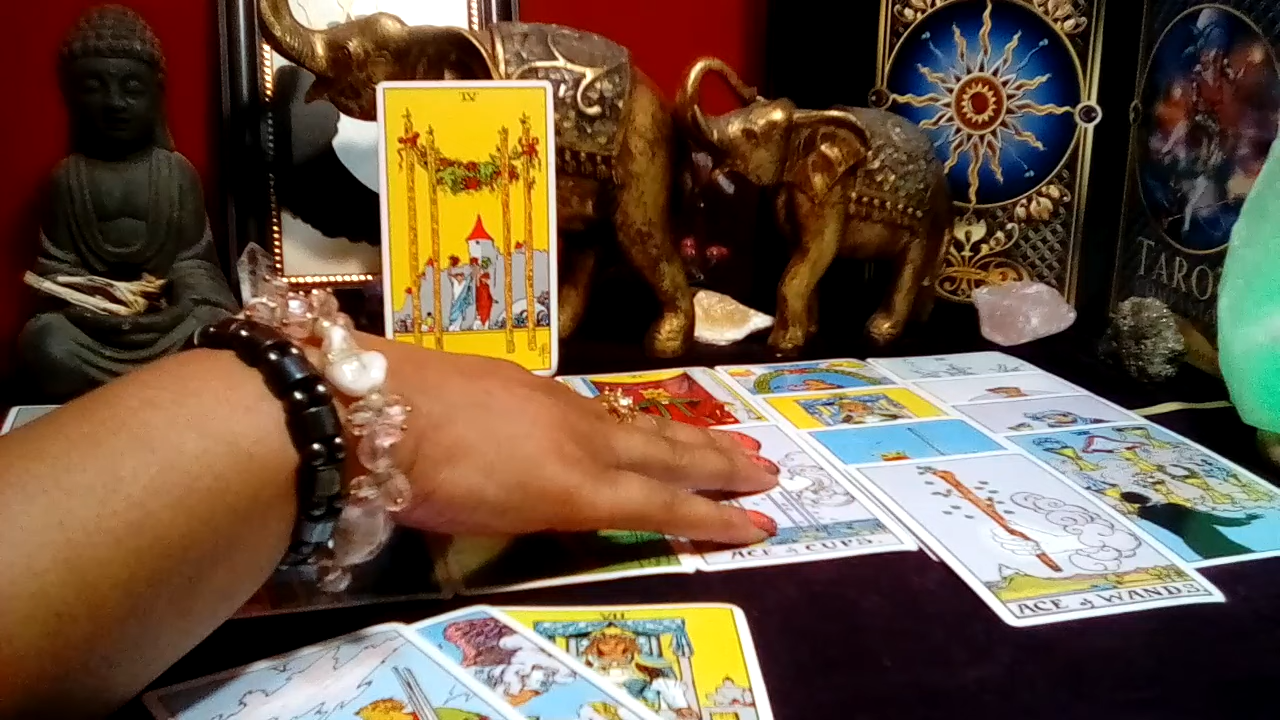 IV
TARO
ACE of CUPS
ACE of WANDS
VII